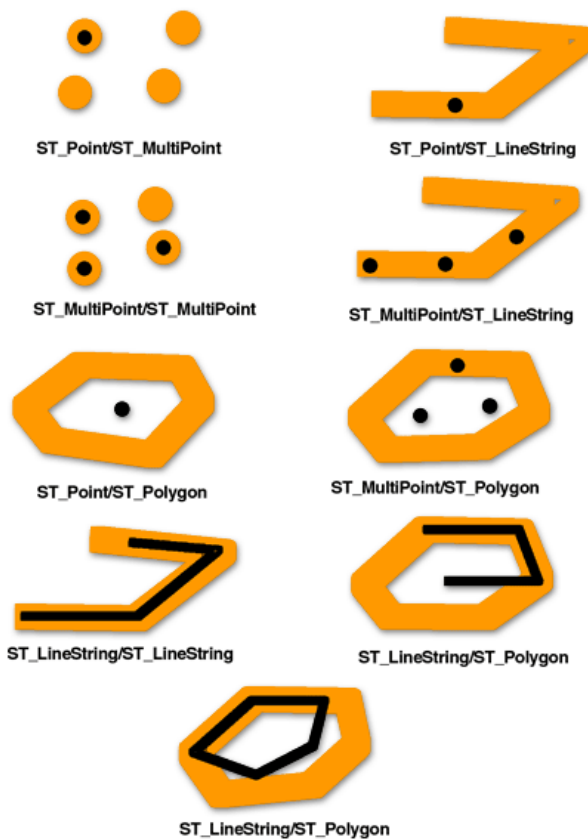 ST_Point/ST_MultiPoint
ST_Point/ST_LineString
ST_MultiPoint/ST_MultiPoint
ST_MultiPoint/ST_LineString
ST_Point/ST_Polygon
ST_MultiPoint/ST_Polygon
ST_LineString/ST_LineString
ST_LineString/ST_Polygon
ST_LineString/ST_Polygon